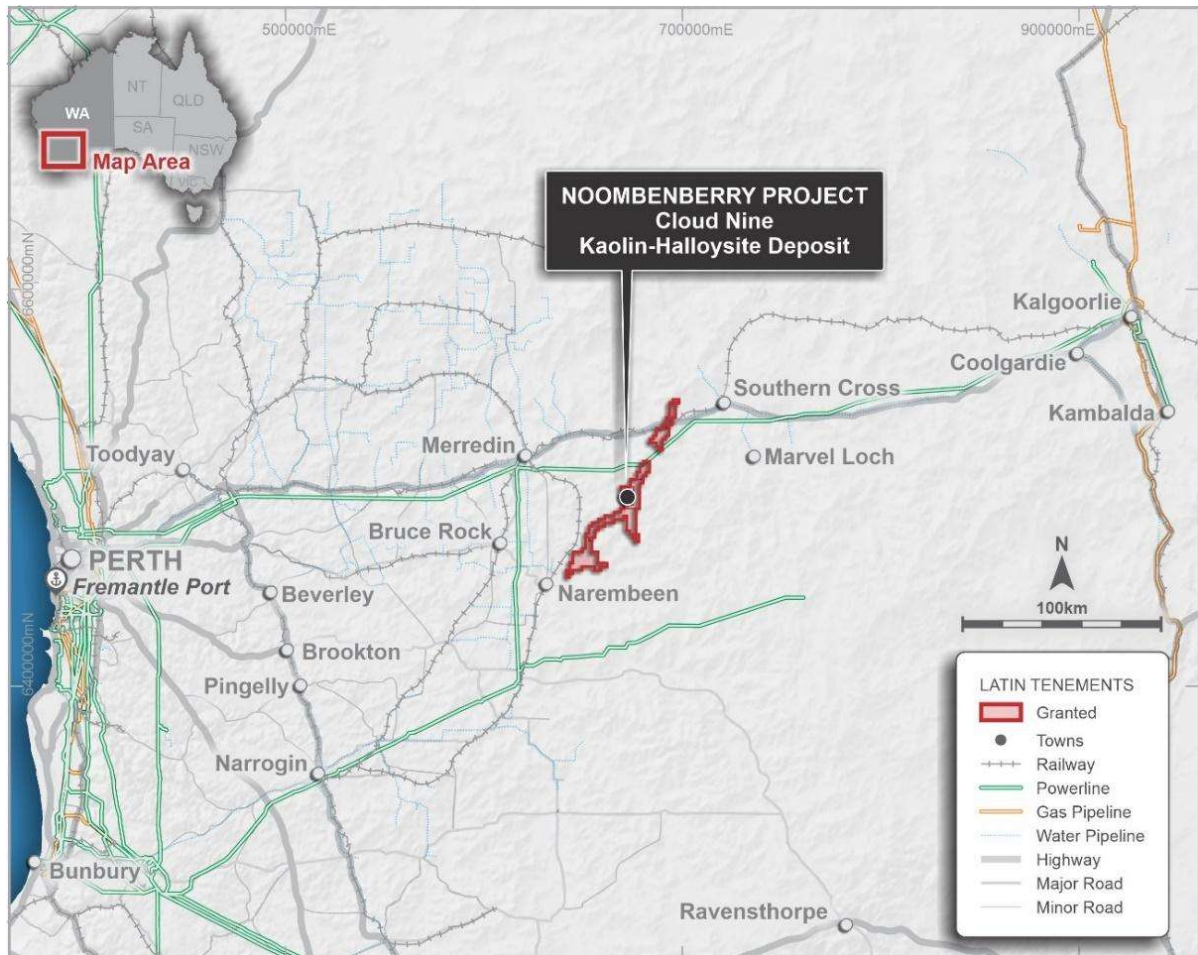 500000mE
700000mE
900000mE
NT
QLD
WA
SA
NSW
VIC
Map Area
NOOMBENBERRY PROJECT
Cloud Nine
Kaolin-Halloysite Deposit
6600000mN
Kalgoorlie
Coolgardie
Southern Cross
Kambalda
Merredin
Toodyay
Marvel Loch
Bruce Rock
PERTH
Fremantle Port
Beverley
Narembeen
N
100km
Brookton
6400000mN
Pingelly
Narrogin
Bunbury
Ravensthorpe
LATIN TENEMENTS
Granted
Towns
Railway
Powerline
Gas Pipeline
Water Pipeline
Highway
Major Road
Minor Road